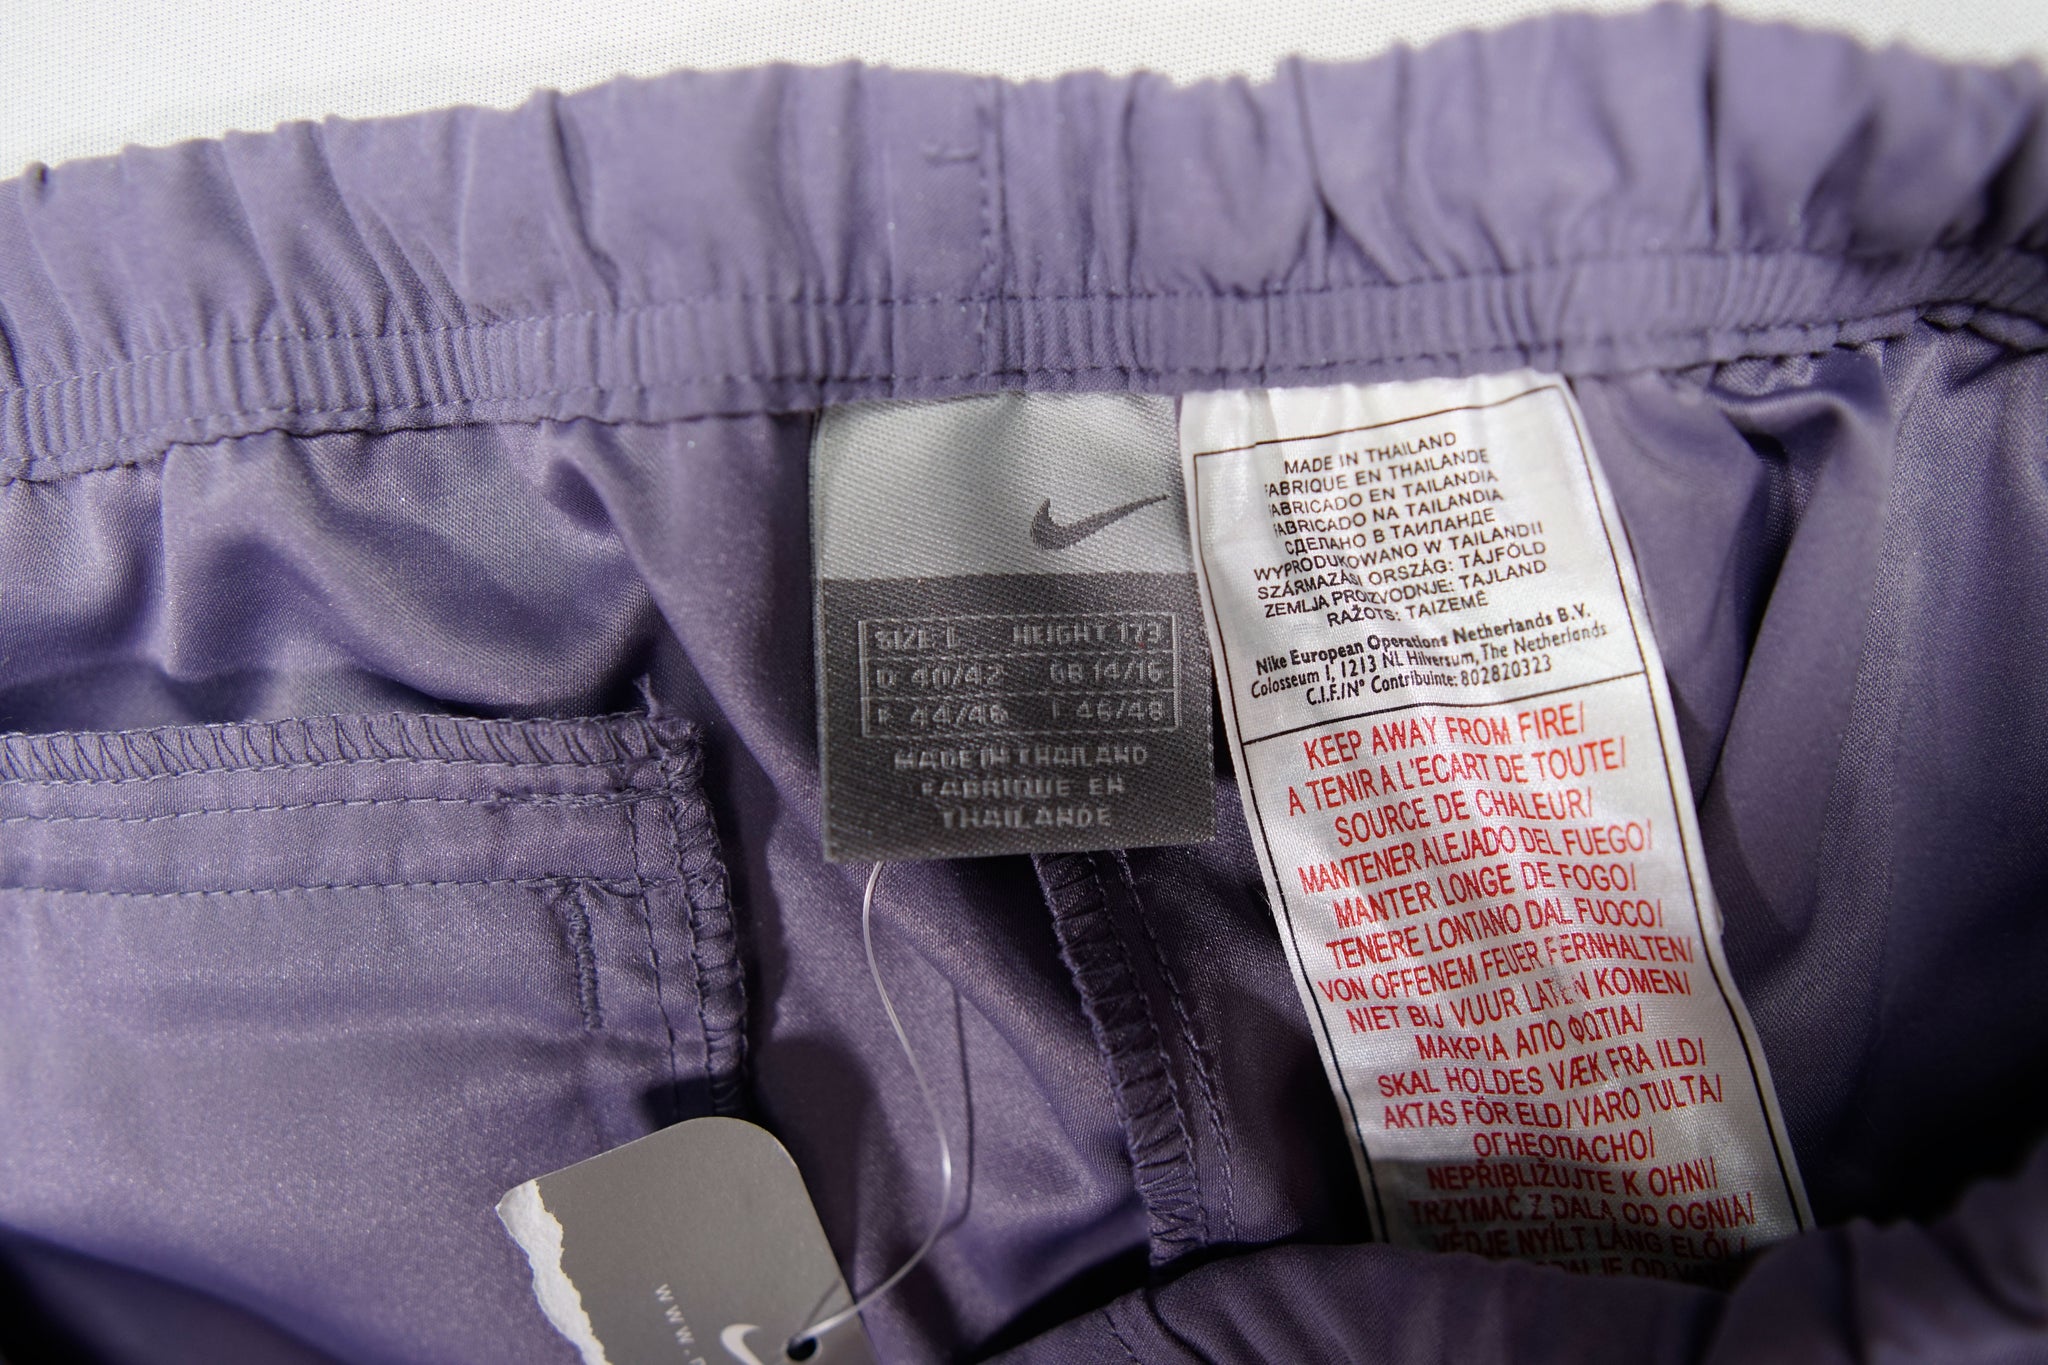 SIZE L HEIGHT 173
D 40/42 GB 14/16
F 44/46 I 46/48
MADE IN THAILAND
FABRIQUE EN
THAILANDE
MADE IN THAILAND
FABRIQUE EN THAILANDE
FABRICADO EN TAILANDIA
FABRICADO NA TAILANDIA
СДЕЛАНО В ТАИЛАНДЕ
WYPRODUKOWANO W TAILANDII
SZÁRMAZÁSI ORSZÁG: TÁJFÖLD
ZEMLJA PROIZVODNJE: TAJLAND
RAŽOTS: TAIZEMĒ
Nike European Operations Netherlands B.V.
Colosseum 1, 1213 NL Hilversum, The Netherlands
C.I.F./N° Contribuinte: 802820323
KEEP AWAY FROM FIRE/
A TENIR A L'ECART DE TOUTE/
SOURCE DE CHALEUR/
MANTENER ALEJADO DEL FUEGO/
MANTER LONGE DE FOGO/
TENERE LONTANO DAL FUOCO/
VON OFFENEM FEUER FERNHALTEN/
NIET BIJ VUUR LATEN KOMEN/
ΜΑΚΡΙΑ ΑΠΟ ΦΩΤΙΑ/
SKAL HOLDES VÆK FRA ILD/
AKTAS FÖR ELD/VARO TULTA/
ОГНЕОПАСНО/
NEPŘIBLIŽUJTE K OHNI/
TRZYMAĆ Z DALA OD OGNIA/
VÉDJE NYÍLT LÁNG ELŐL/
www.